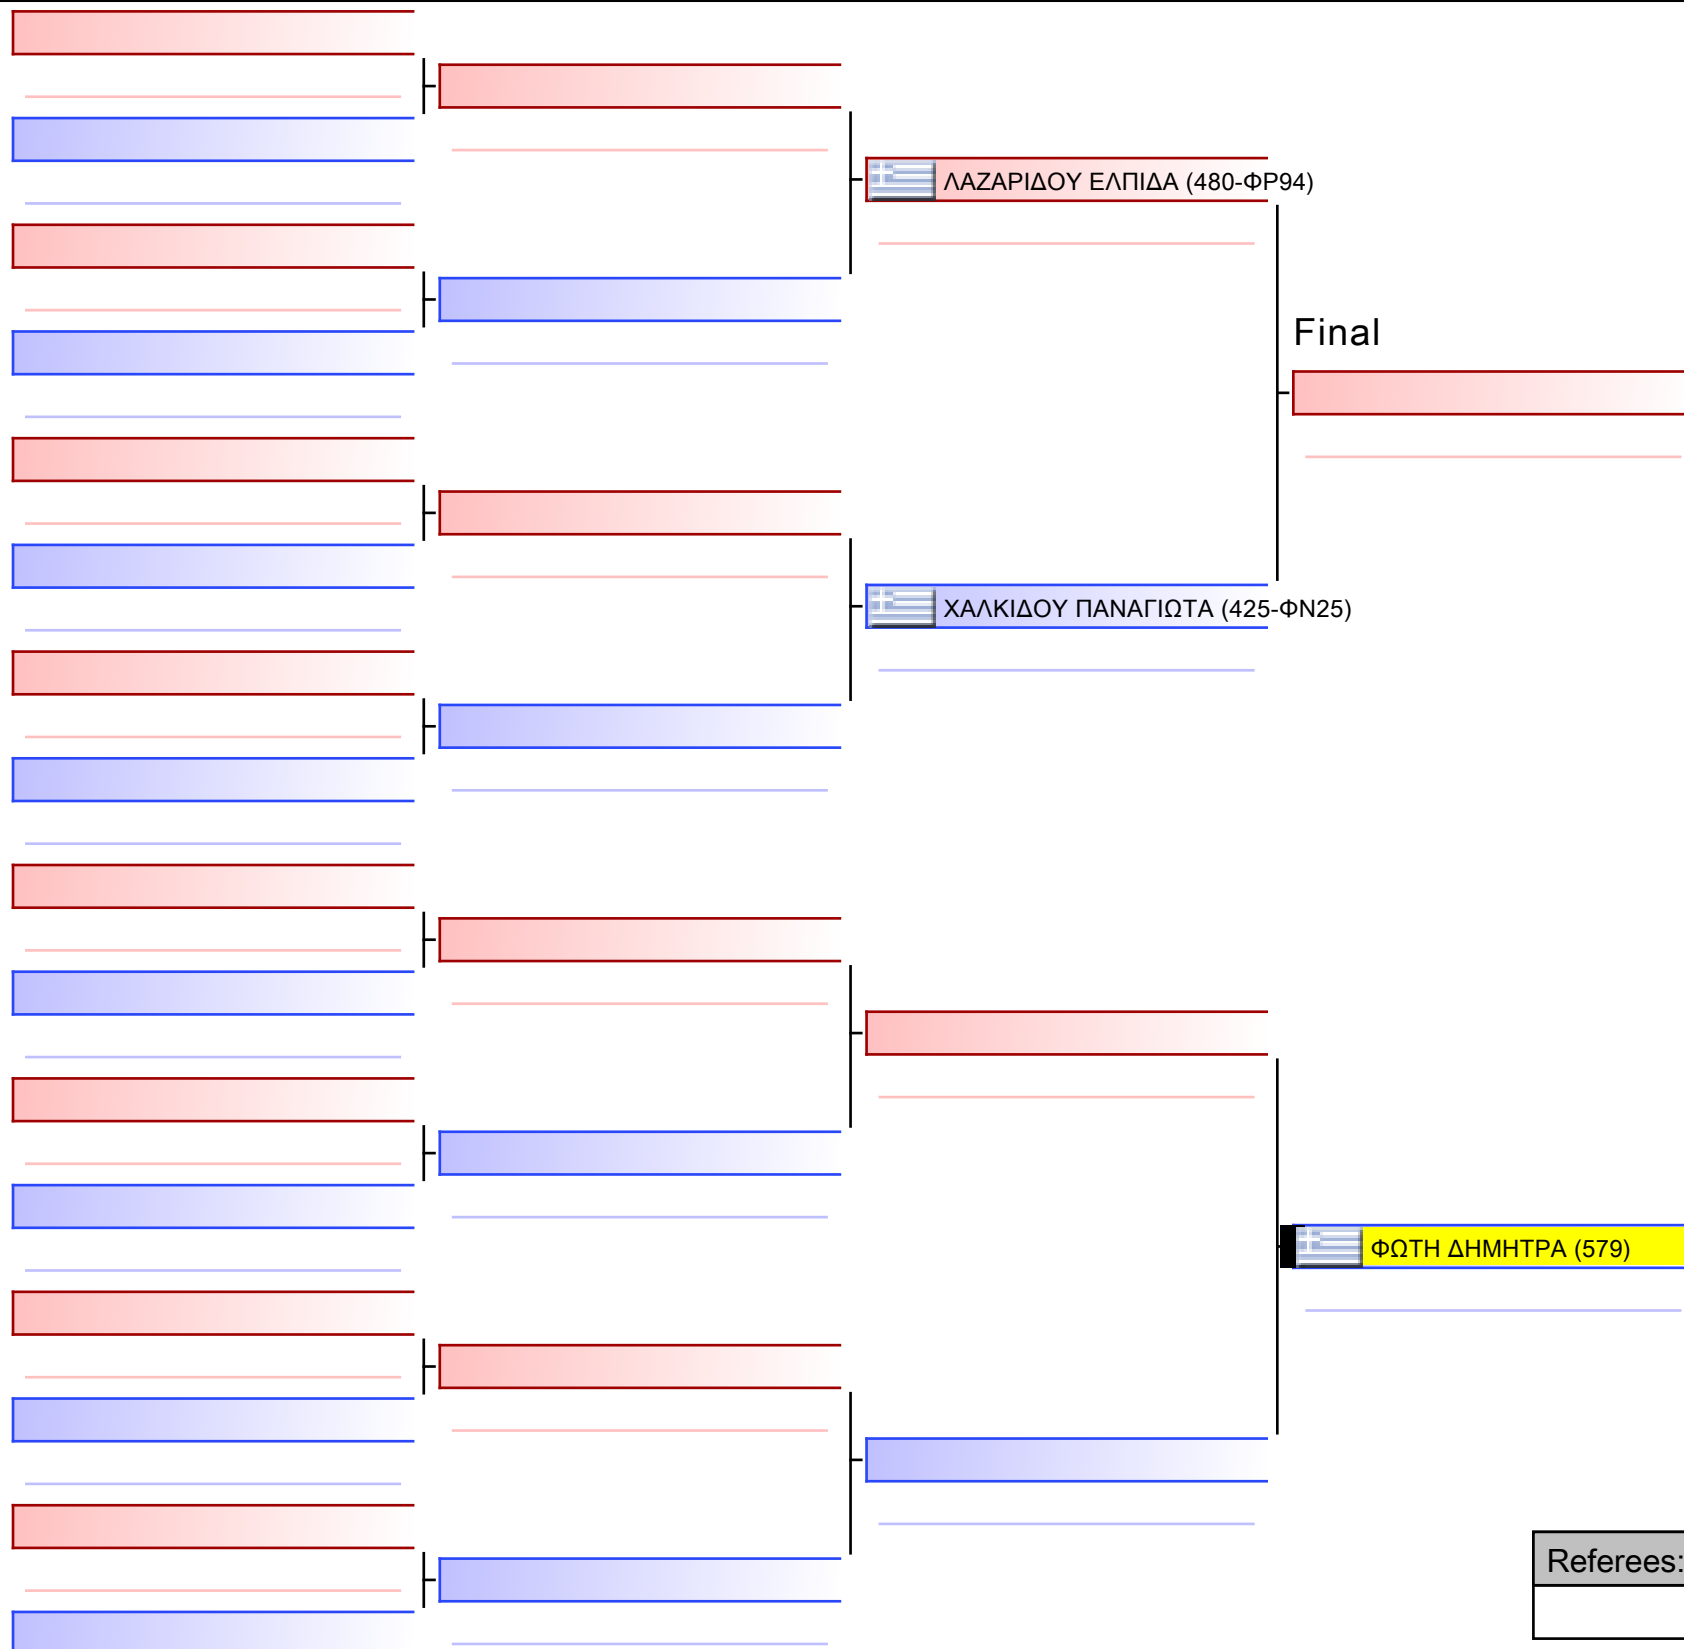 ΛΑΖΑΡΙΔΟΥ ΕΛΠΙΔΑ (480-ΦΡ94)
Final
ΧΑΛΚΙΔΟΥ ΠΑΝΑΓΙΩΤΑ (425-ΦΝ25)
ΦΩΤΗ ΔΗΜΗΤΡΑ (579)
Referees: